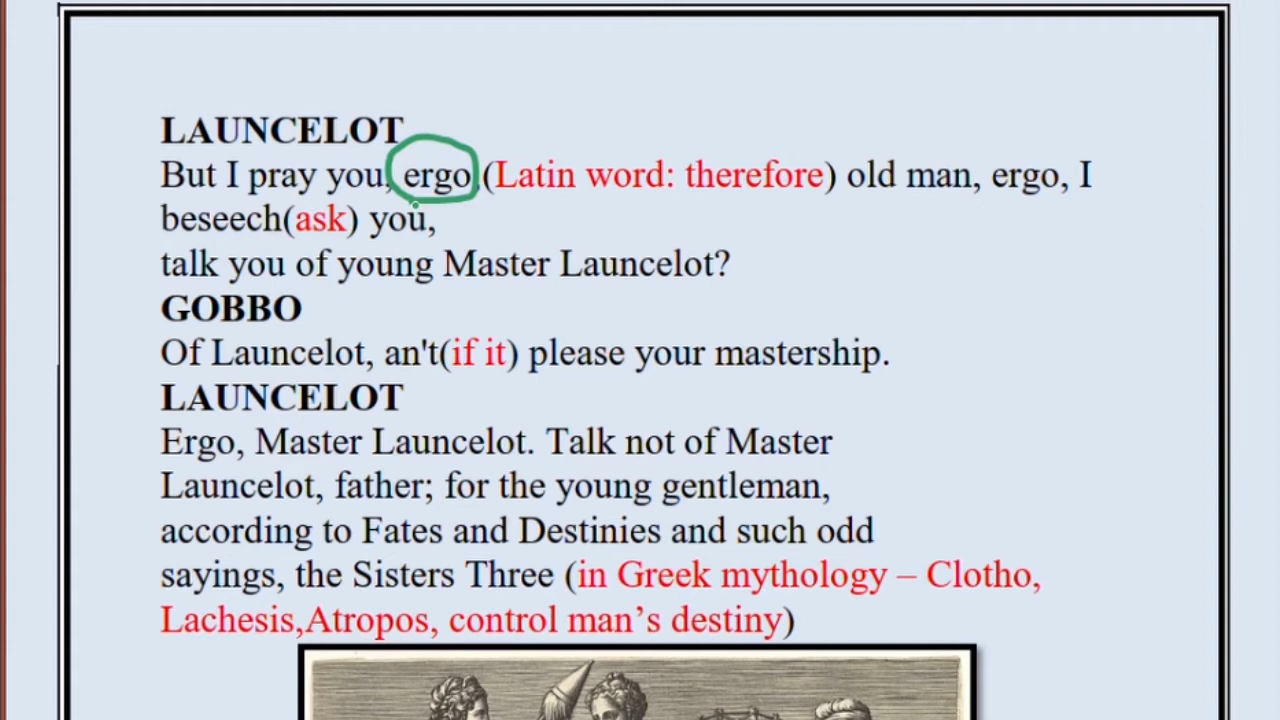 LAUNCELOT
But I pray you, ergo,(Latin word: therefore) old man, ergo, I
beseech(ask) you,
talk you of young Master Launcelot?
GOBBO
Of Launcelot, an't(if it) please your mastership.
LAUNCELOT
Ergo, Master Launcelot. Talk not of Master
Launcelot, father; for the young gentleman,
according to Fates and Destinies and such odd
sayings, the Sisters Three (in Greek mythology – Clotho,
Lachesis,Atropos, control man’s destiny)